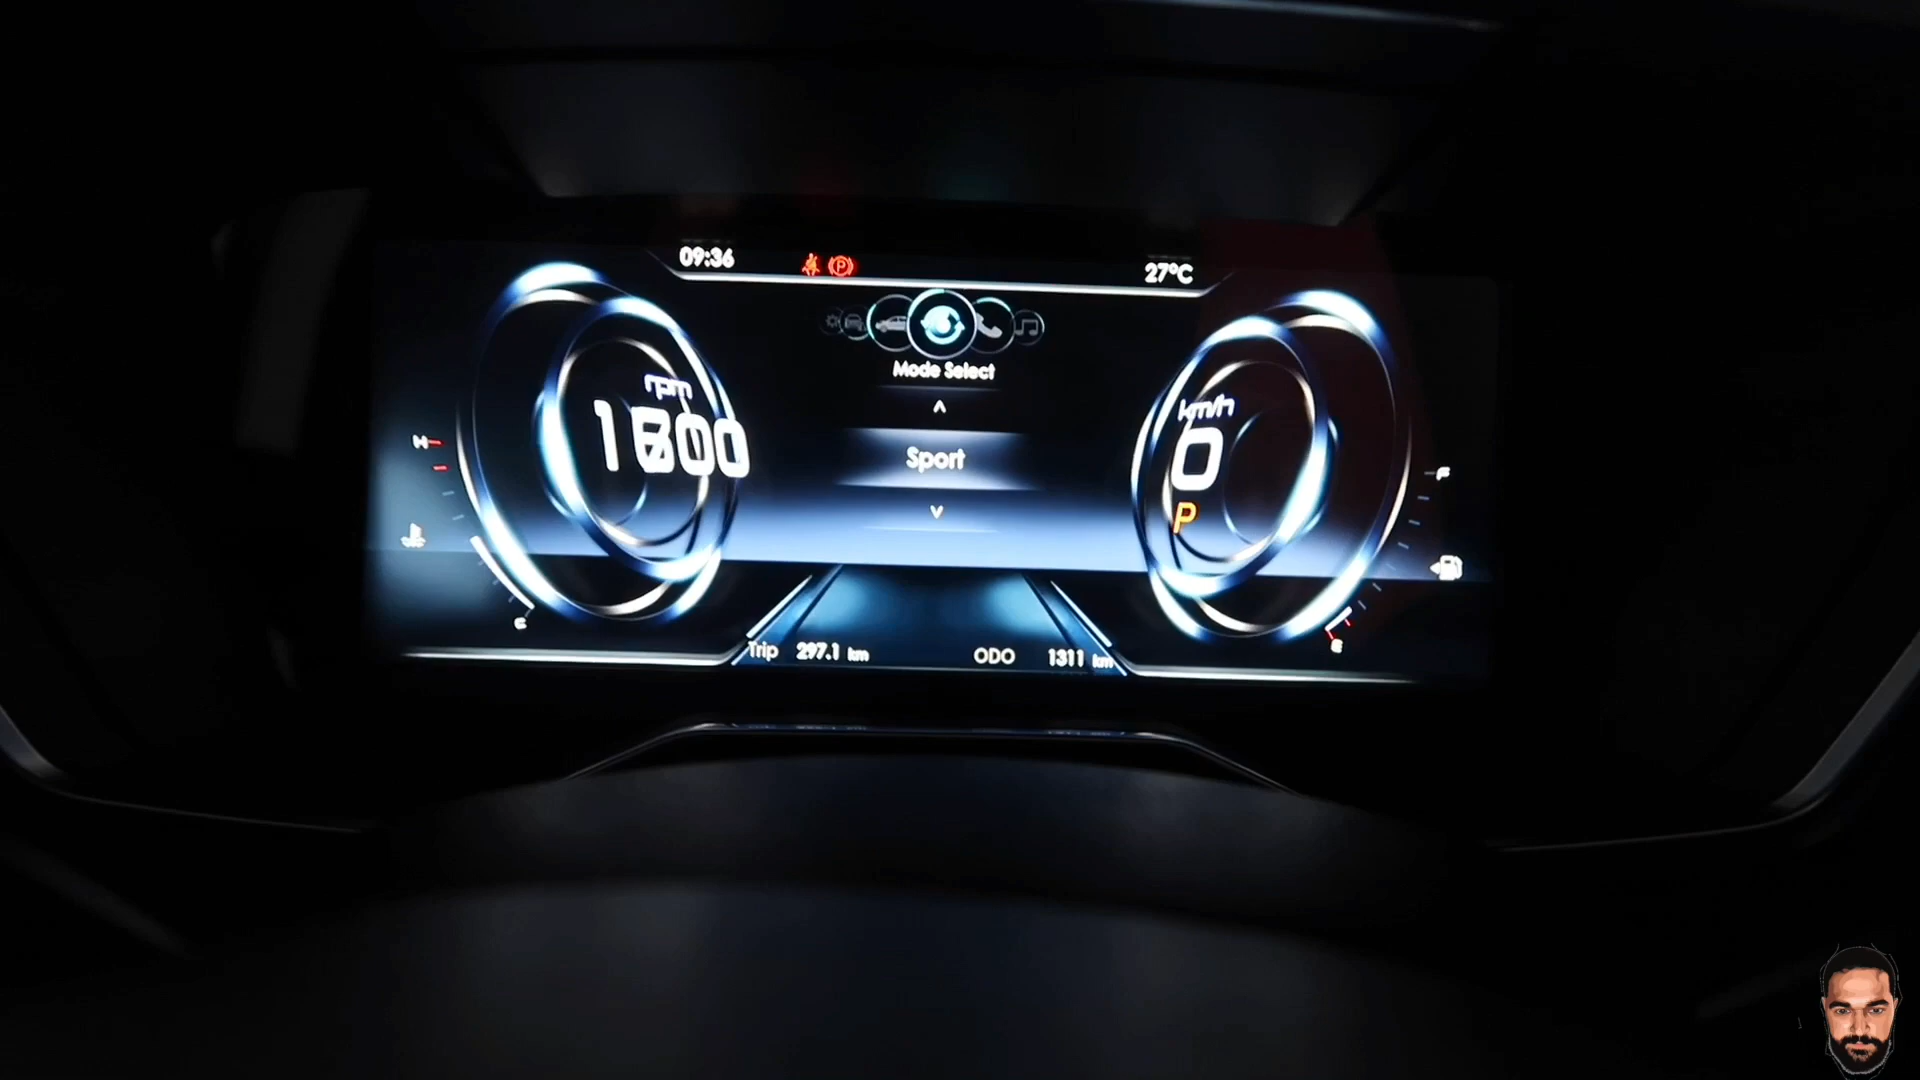 09:36
27°C
Mode Select
rpm
Sport
km/h
0
P
H
F
C
E
Trip 297.1 km ODO 1311 km